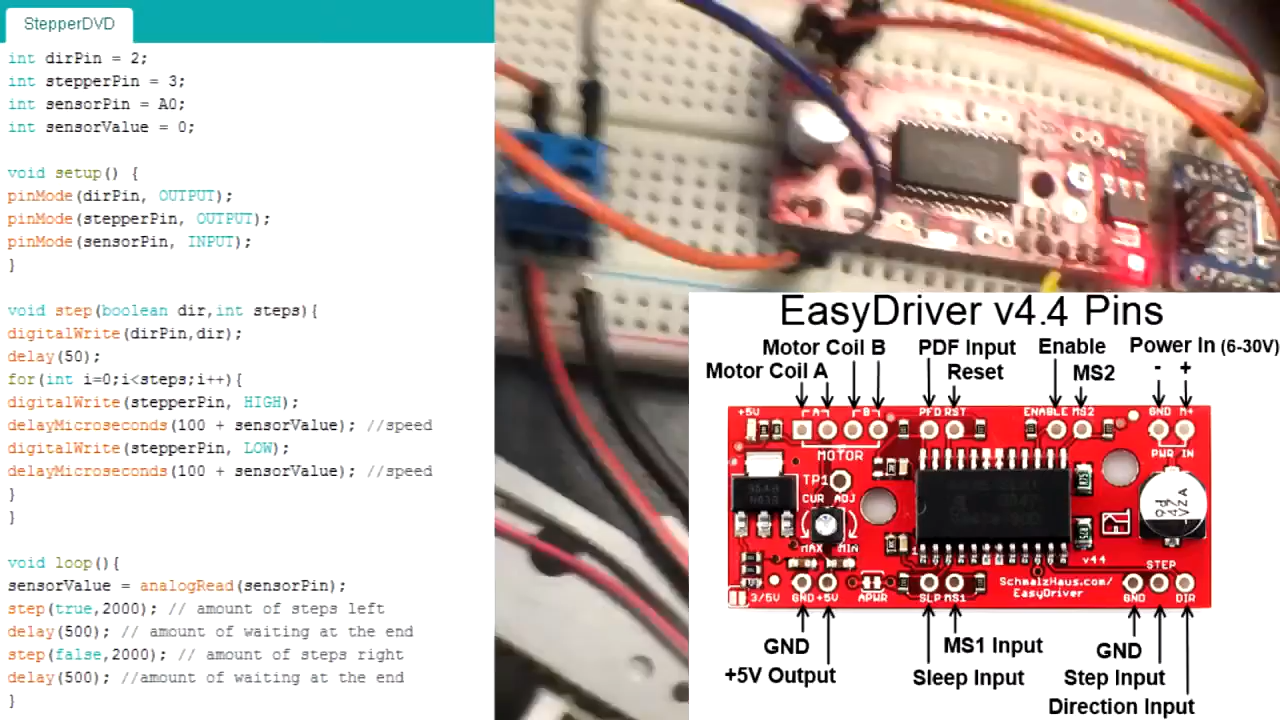 StepperDVD
int dirPin = 2;
int stepperPin = 3;
int sensorPin = A0;
int sensorValue = 0;
void setup() {
pinMode(dirPin, OUTPUT);
pinMode(stepperPin, OUTPUT);
pinMode(sensorPin, INPUT);
}
void step(boolean dir,int steps){
digitalWrite(dirPin,dir);
delay(50);
for(int i=0;i<steps;i++){
digitalWrite(stepperPin, HIGH);
delayMicroseconds(100 + sensorValue); //speed
digitalWrite(stepperPin, LOW);
delayMicroseconds(100 + sensorValue); //speed
}
}
void loop(){
sensorValue = analogRead(sensorPin);
step(true,2000); // amount of steps left
delay(500); // amount of waiting at the end
step(false,2000); // amount of steps right
delay(500); //amount of waiting at the end
}
EasyDriver v4.4 Pins
Motor Coil B PDF Input Enable Power In (6-30V)
Motor Coil A Reset MS2 - +
+5V A B PFD RST ENABLE MS2 GND M+
MOTOR PWR IN
TP1
CUR ADJ
MAX MIN
v44 STEP
SchmalzHaus.com/
EasyDriver
3/5V GND +5V APWR SLP MS1 GND DIR
GND MS1 Input GND
+5V Output Sleep Input Step Input
Direction Input